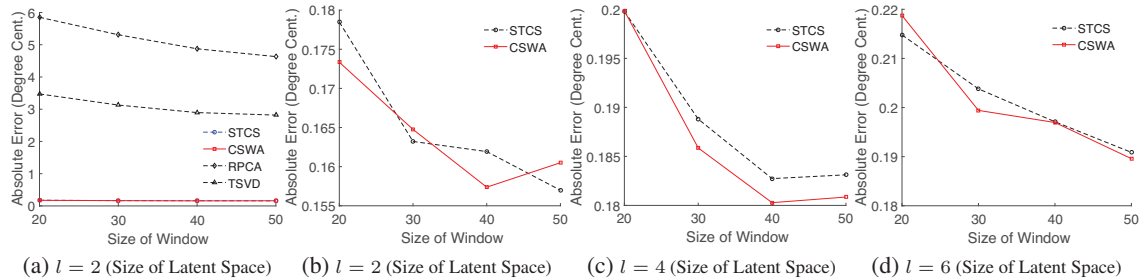 Absolute Error (Degree Cent.)
6
5
4
3
2
1
0
20
30
40
50
Size of Window
STCS
CSWA
RPCA
TSVD
(a) l = 2 (Size of Latent Space)
Absolute Error (Degree Cent.)
0.18
0.175
0.17
0.165
0.16
0.155
20
30
40
50
Size of Window
STCS
CSWA
(b) l = 2 (Size of Latent Space)
Absolute Error (Degree Cent.)
0.2
0.195
0.19
0.185
0.18
20
30
40
50
Size of Window
STCS
CSWA
(c) l = 4 (Size of Latent Space)
Absolute Error (Degree Cent.)
0.22
0.21
0.2
0.19
0.18
20
30
40
50
Size of Window
STCS
CSWA
(d) l = 6 (Size of Latent Space)